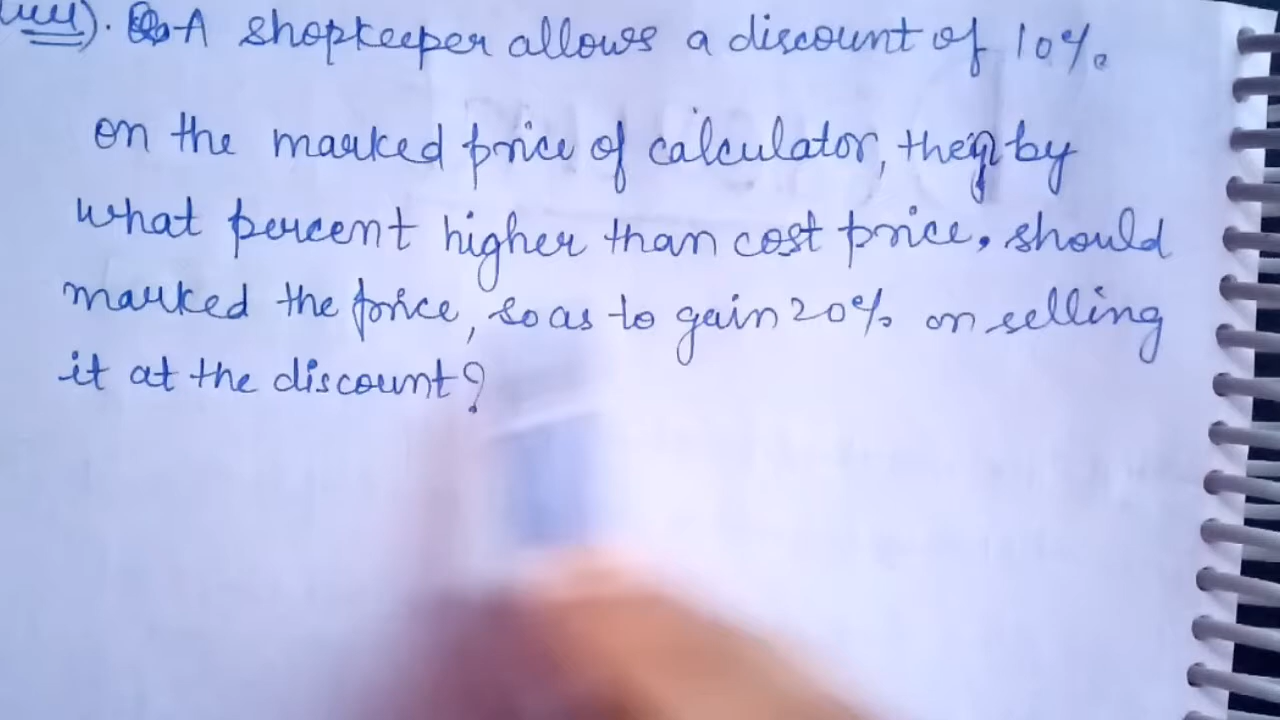 A shopkeeper allows a discount of 10%
on the marked price of calculator, then by
what percent higher than cost price, should
marked the price, so as to gain 20% on selling
it at the discount?